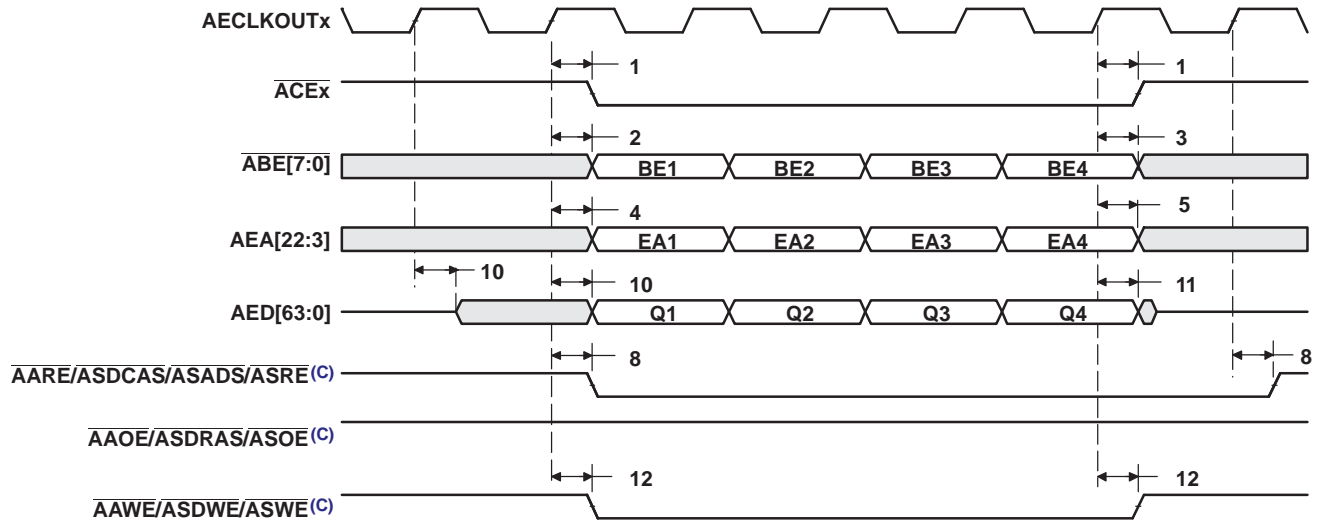 AECLKOUTx
1 1
ACEx
2 3
ABE[7:0] BE1 BE2 BE3 BE4
4 5
AEA[22:3] EA1 EA2 EA3 EA4
10 10 11
AED[63:0] Q1 Q2 Q3 Q4
8 8
AARE/ASDCAS/ASADS/ASRE(C)
AAOE/ASDRAS/ASOE(C)
12 12
AAWE/ASDWE/ASWE(C)